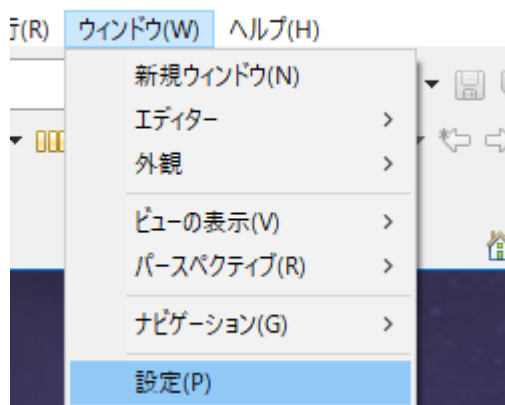 行(R) ウィンドウ(W) ヘルプ(H)
新規ウィンドウ(N)
エディター
外観
ビューの表示(V)
パースペクティブ(R)
ナビゲーション(G)
設定(P)